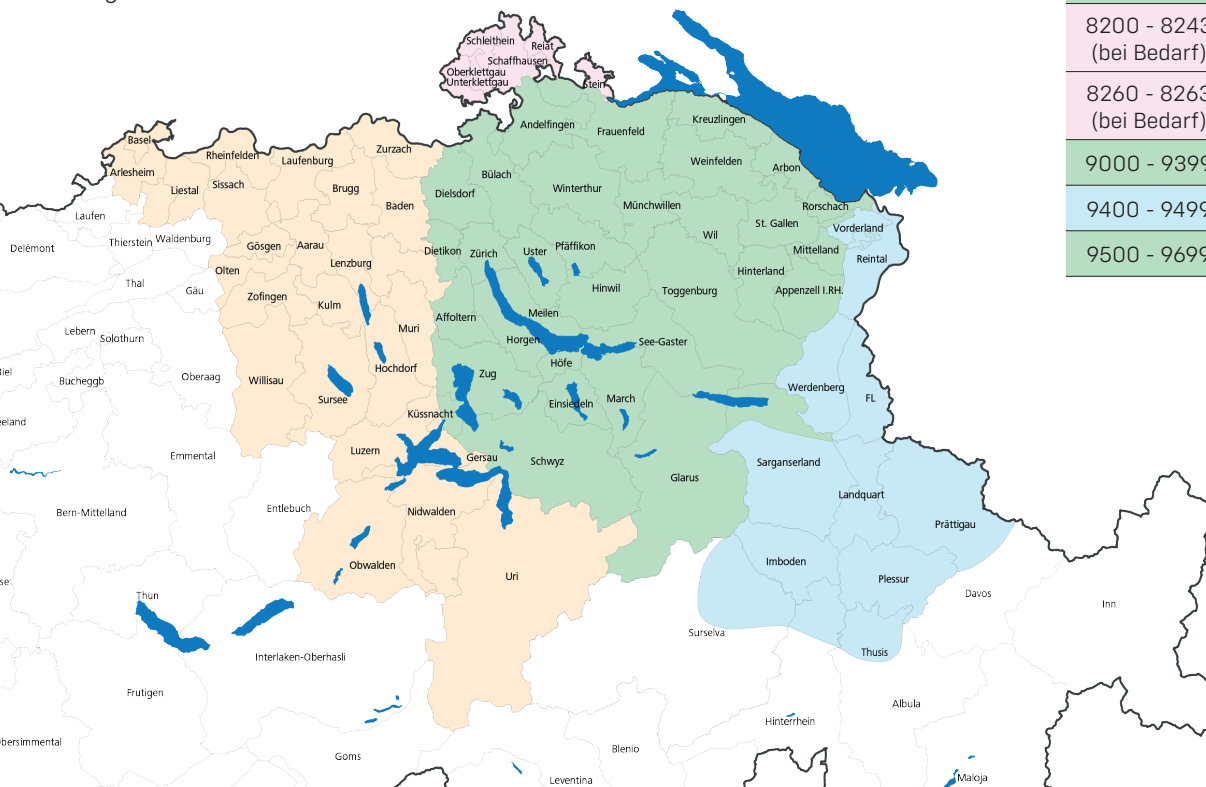 8200 - 8243
(bei Bedarf)
8260 - 8263
(bei Bedarf)
9000 - 9399
9400 - 9499
9500 - 9699
Schleitheim
Reiat
Schaffhausen
Oberklettgau
Unterklettgau
Stein
Andelfingen
Frauenfeld
Kreuzlingen
Basel
Arlesheim
Rheinfelden
Laufenburg
Zurzach
Liestal
Sissach
Brugg
Baden
Bülach
Dielsdorf
Winterthur
Weinfelden
Arbon
Münchwilen
Rorschach
Laufen
Delémont
Thierstein
Waldenburg
Gösgen
Aarau
Dietikon
Zürich
Uster
Pfäffikon
Wil
St. Gallen
Mittelland
Vorderland
Reintal
Thal
Gäu
Olten
Lenzburg
Zofingen
Kulm
Hinwil
Toggenburg
Hinterland
Appenzell I.RH.
Lebern
Solothurn
Muri
Affoltern
Meilen
Horgen
See-Gaster
Bucheggb
Oberaag
Willisau
Sursee
Hochdorf
Zug
Höfe
Einsiedeln
March
Werdenberg
FL
Küssnacht
Emmental
Luzern
Gersau
Schwyz
Glarus
Sarganserland
Bern-Mittelland
Entlebuch
Nidwalden
Landquart
Prättigau
Obwalden
Uri
Imboden
Plessur
Davos
Inn
Thun
Surselva
Thusis
Interlaken-Oberhasli
Frutigen
Hinterrhein
Albula
bersimmental
Goms
Blenio
Leventina
Maloja